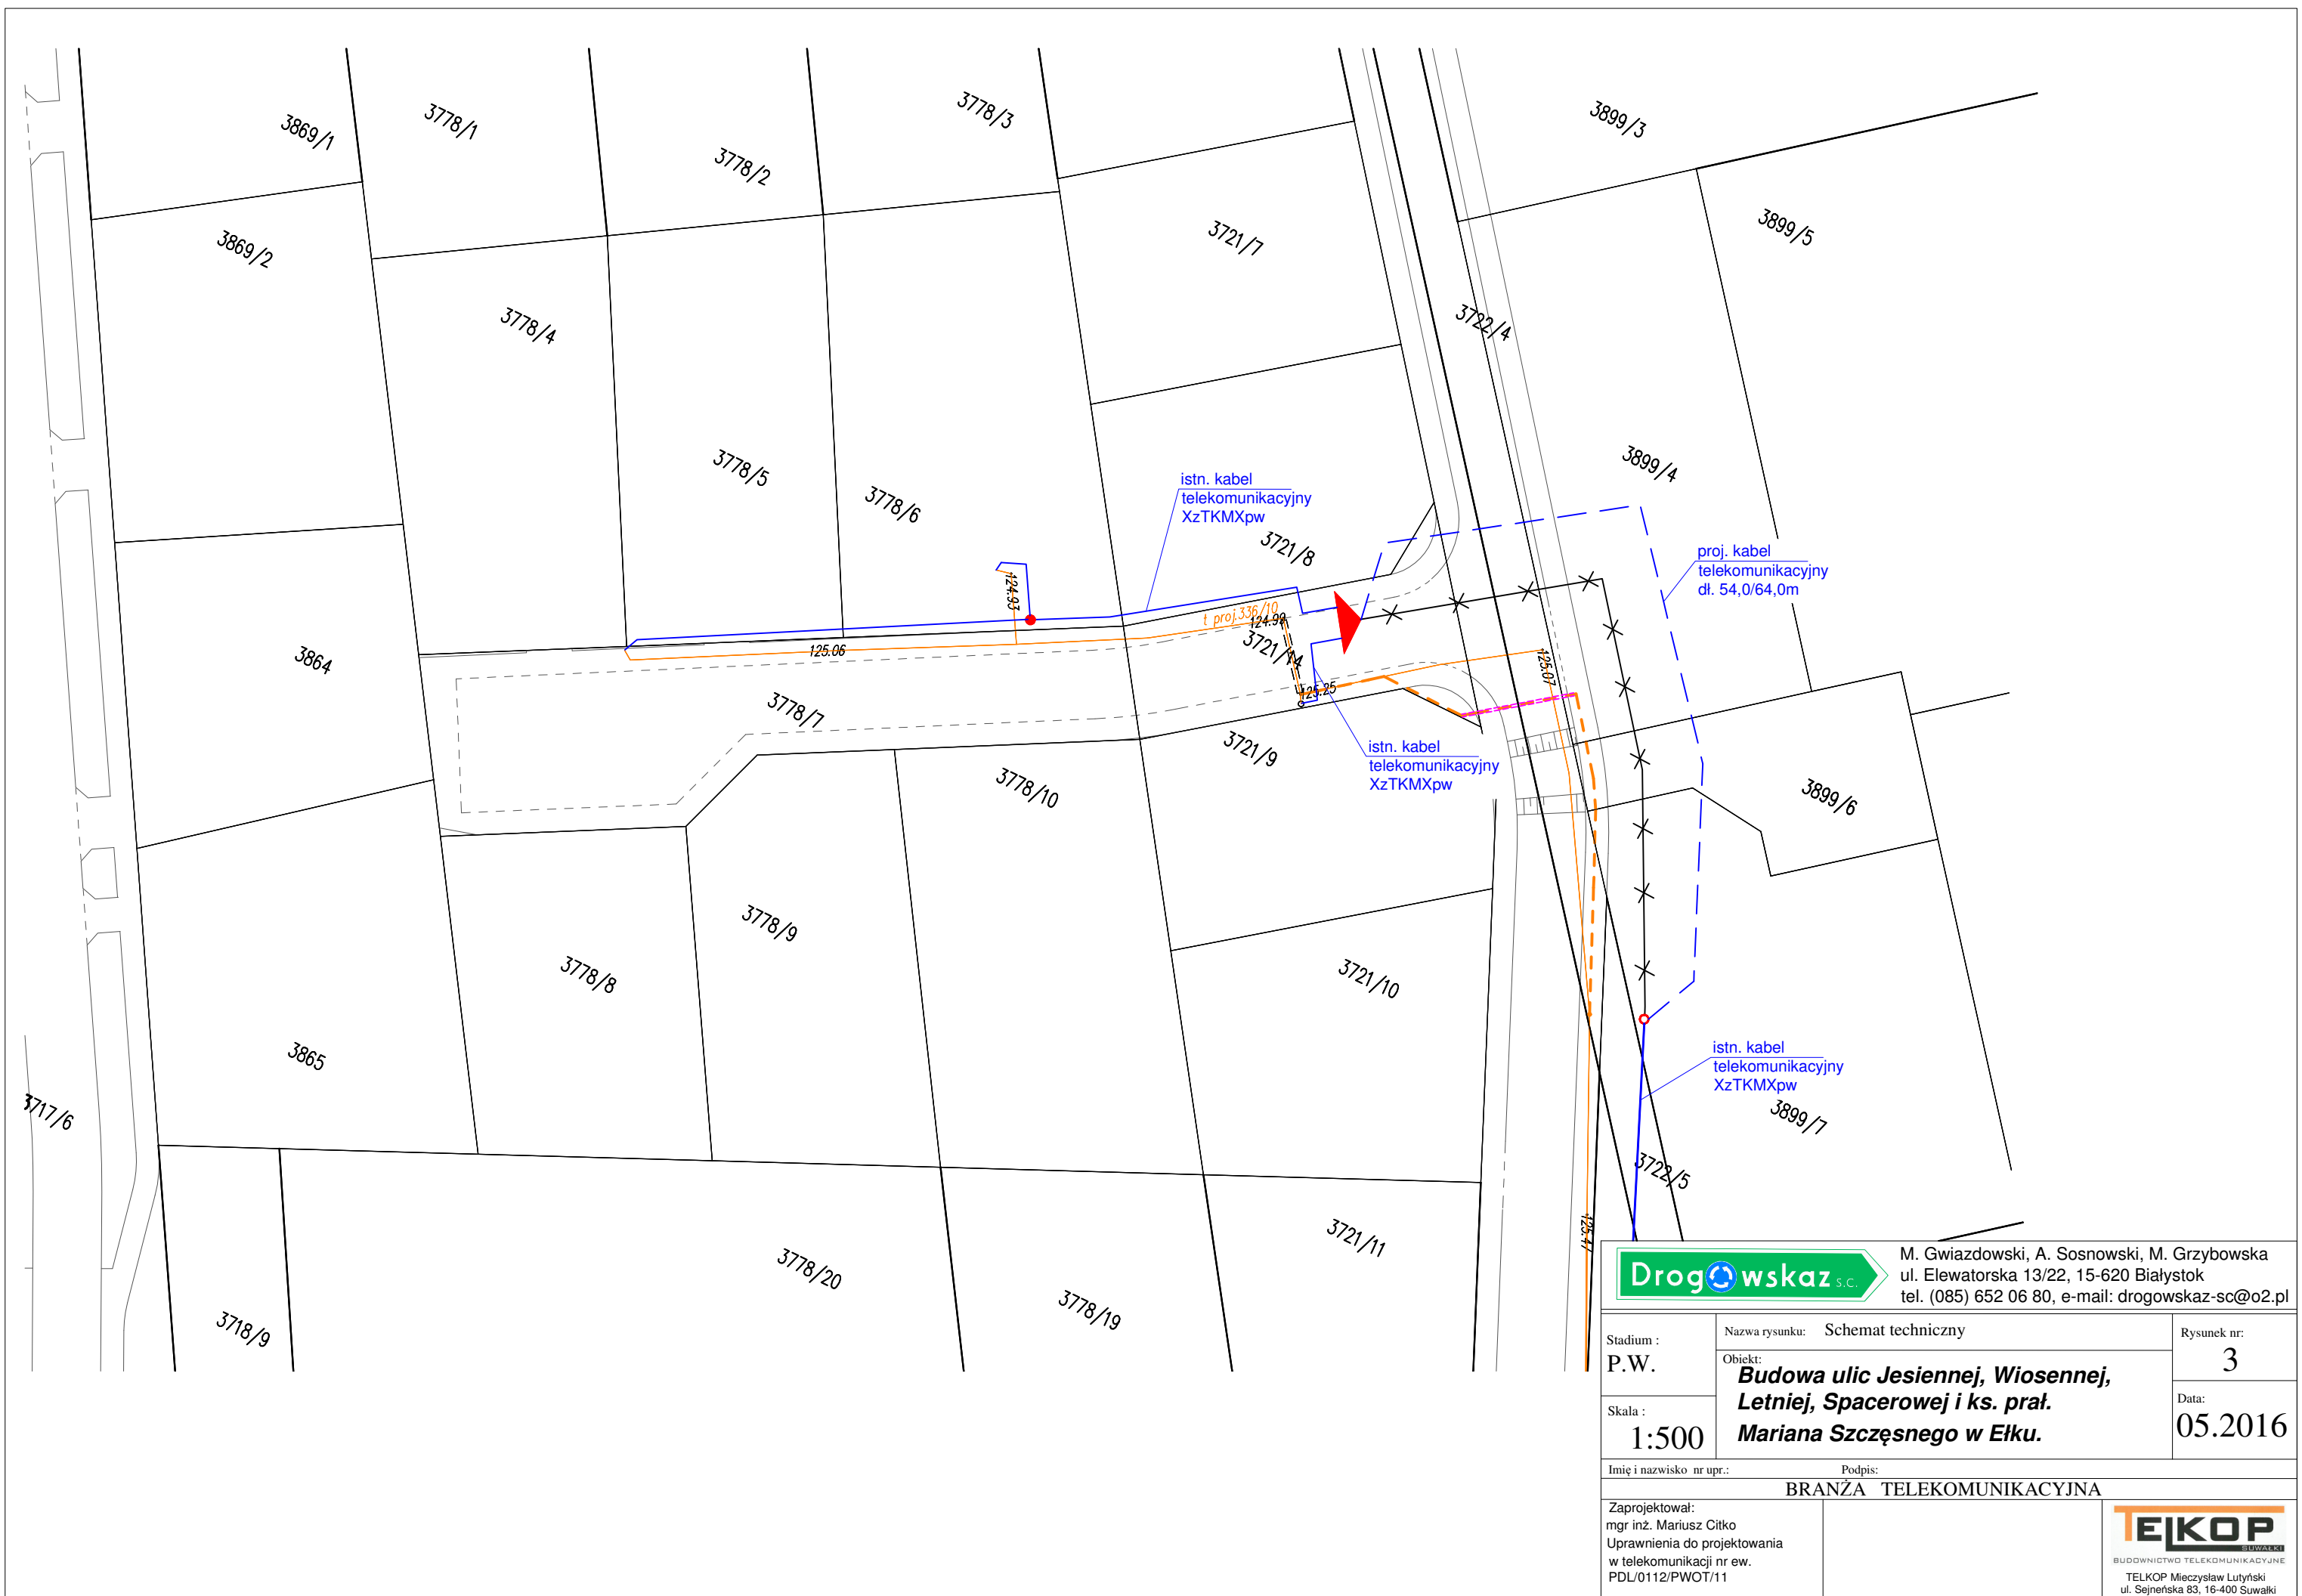 3869/1
3778/1
3778/2
3778/3
3899/3
3869/2
3721/7
3899/5
3778/4
3722/4
3778/5
3778/6
istn. kabel
telekomunikacyjny
XzTKMXpw
3721/8
3899/4
proj. kabel
telekomunikacyjny
dł. 54,0/64,0m
124.93
t proj.336/10
124.92
3721/14
125.06
125.07
3864
125.25
3778/7
3721/9
istn. kabel
telekomunikacyjny
XzTKMXpw
3778/10
3899/6
3778/9
3778/8
3721/10
3865
istn. kabel
telekomunikacyjny
XzTKMXpw
3899/7
3717/6
3722/5
125.47
3721/11
3778/20
3778/19
3718/9
Drogowskaz s.c.
M. Gwiazdowski, A. Sosnowski, M. Grzybowska
ul. Elewatorska 13/22, 15-620 Białystok
tel. (085) 652 06 80, e-mail: drogowskaz-sc@o2.pl
Stadium :
P.W.
Nazwa rysunku: Schemat techniczny
Rysunek nr:
3
Obiekt:
Budowa ulic Jesiennej, Wiosennej,
Letniej, Spacerowej i ks. prał.
Mariana Szczęsnego w Ełku.
Skala :
1:500
Data:
05.2016
Imię i nazwisko nr upr.:
Podpis:
BRANŻA TELEKOMUNIKACYJNA
Zaprojektował:
mgr inż. Mariusz Citko
Uprawnienia do projektowania
w telekomunikacji nr ew.
PDL/0112/PWOT/11
TELKOP
SUWAŁKI
BUDOWNICTWO TELEKOMUNIKACYJNE
TELKOP Mieczysław Lutyński
ul. Sejneńska 83, 16-400 Suwałki